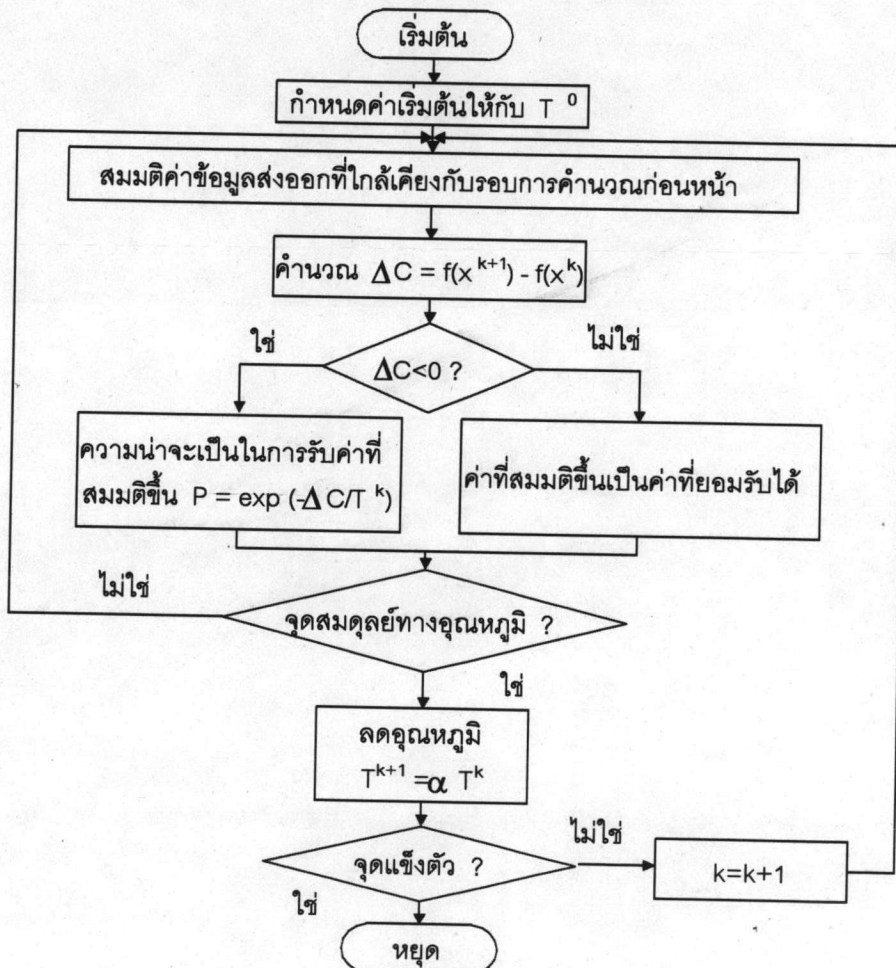 เริ่มต้น
กำหนดค่าเริ่มต้นให้กับ T ⁰
สมมติค่าข้อมูลส่งออกที่ใกล้เคียงกับรอบการคำนวณก่อนหน้า
คำนวณ ΔC = f(x ᵏ⁺¹) - f(x ᵏ)
ใช่
ไม่ใช่
ΔC<0 ?
ความน่าจะเป็นในการรับค่าที่
สมมติขึ้น P = exp (-ΔC/T ᵏ)
ค่าที่สมมติขึ้นเป็นค่าที่ยอมรับได้
ไม่ใช่
จุดสมดุลย์ทางอุณหภูมิ ?
ใช่
ลดอุณหภูมิ
Tᵏ⁺¹ =α Tᵏ
ไม่ใช่
จุดแข็งตัว ?
k=k+1
ใช่
หยุด